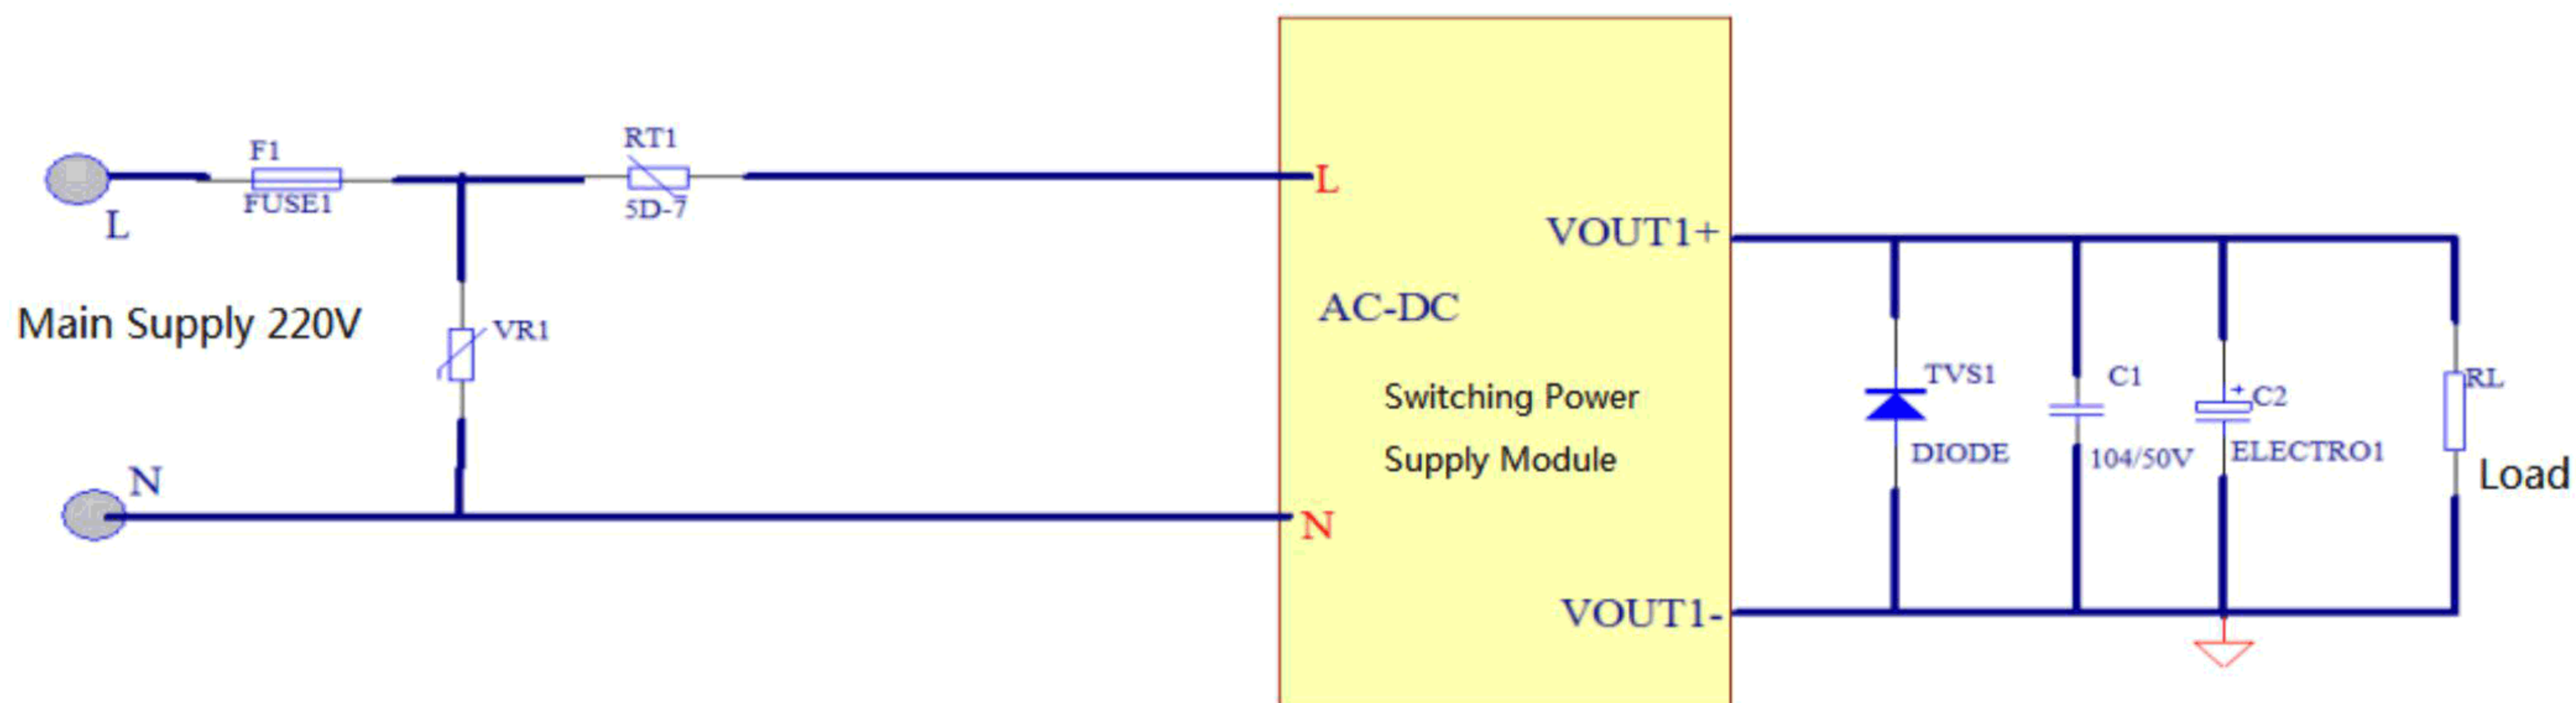 F1
FUSE1
L
RT1
5D-7
Main Supply 220V
VR1
N
L
VOUT1+
AC-DC
Switching Power
Supply Module
N
VOUT1-
TVS1
DIODE
C1
104/50V
+
C2
ELECTRO1
RL
Load